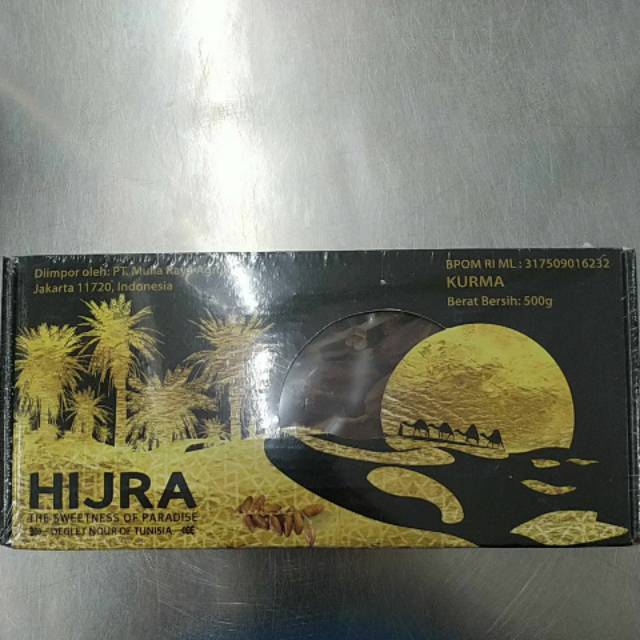 Diimpor oleh: PT. Mulia Raya
Jakarta 11720, Indonesia
BPOM RI ML : 317509016232
KURMA
Berat Bersih: 500g
HIJRA
THE SWEETNESS OF PARADISE
DEGLET NOUR OF TUNISIA